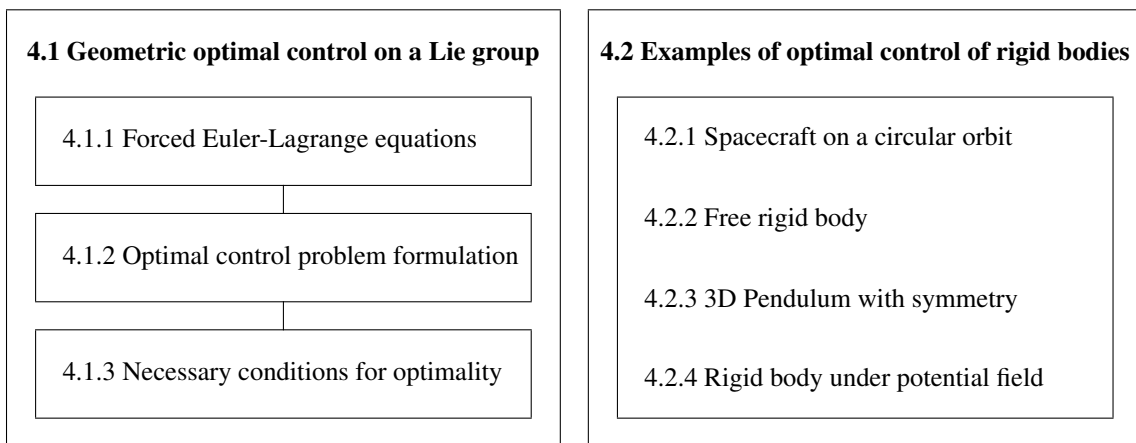 4.1 Geometric optimal control on a Lie group
4.1.1 Forced Euler-Lagrange equations
4.1.2 Optimal control problem formulation
4.1.3 Necessary conditions for optimality
4.2 Examples of optimal control of rigid bodies
4.2.1 Spacecraft on a circular orbit
4.2.2 Free rigid body
4.2.3 3D Pendulum with symmetry
4.2.4 Rigid body under potential field